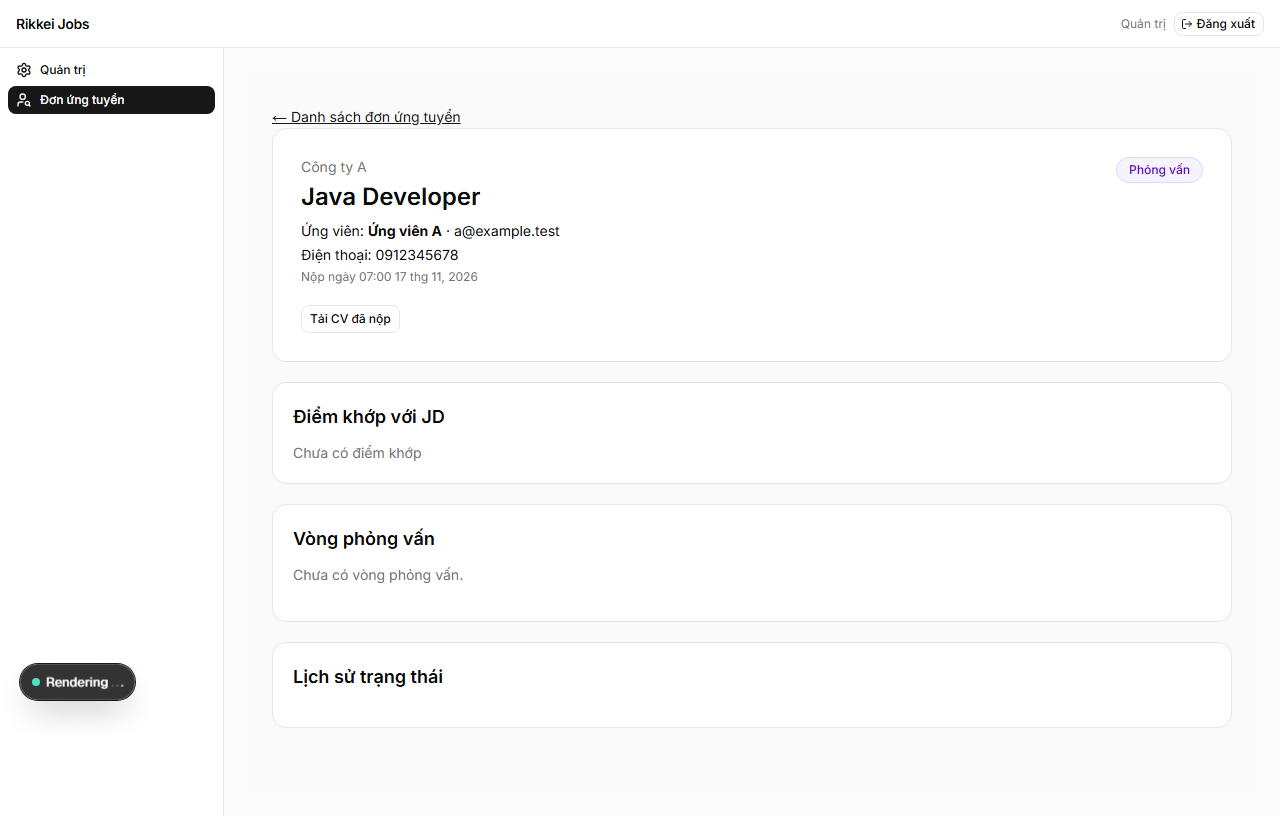 Rikkei Jobs
Quản trị
Đăng xuất
Quản trị
Đơn ứng tuyển
← Danh sách đơn ứng tuyển
Công ty A
Phỏng vấn
Java Developer
Ứng viên: Ứng viên A · a@example.test
Điện thoại: 0912345678
Nộp ngày 07:00 17 thg 11, 2026
Tải CV đã nộp
Điểm khớp với JD
Chưa có điểm khớp
Vòng phỏng vấn
Chưa có vòng phỏng vấn.
Lịch sử trạng thái
Rendering ...